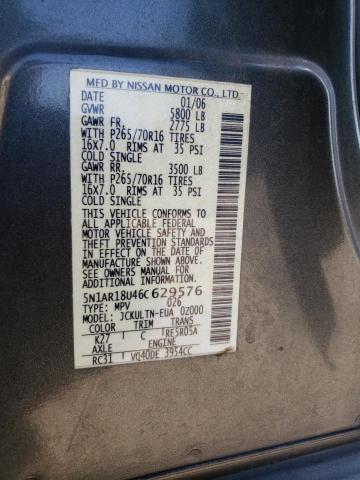 MFD BY NISSAN MOTOR CO., LTD.
DATE 01/06
GVWR 5800 LB
GAWR FR. 2775 LB
WITH P265/70R16 TIRES
16X7.0 RIMS AT 35 PSI
COLD SINGLE
GAWR RR. 3500 LB
WITH P265/70R16 TIRES
16X7.0 RIMS AT 35 PSI
COLD SINGLE
THIS VEHICLE CONFORMS TO
ALL APPLICABLE FEDERAL
MOTOR VEHICLE SAFETY AND
THEFT PREVENTION STANDARDS
IN EFFECT ON THE DATE OF
MANUFACTURE SHOWN ABOVE.
SEE OWNERS MANUAL FOR
ADDITIONAL INFORMATION.
5N1AR18U46C629576
TYPE: MPV 026
MODEL: JCKULTN-EUA 02000
COLOR TRIM TRANS
K27 C RE5R05A
AXLE ENGINE
RC31 VQ40DE 3954CC